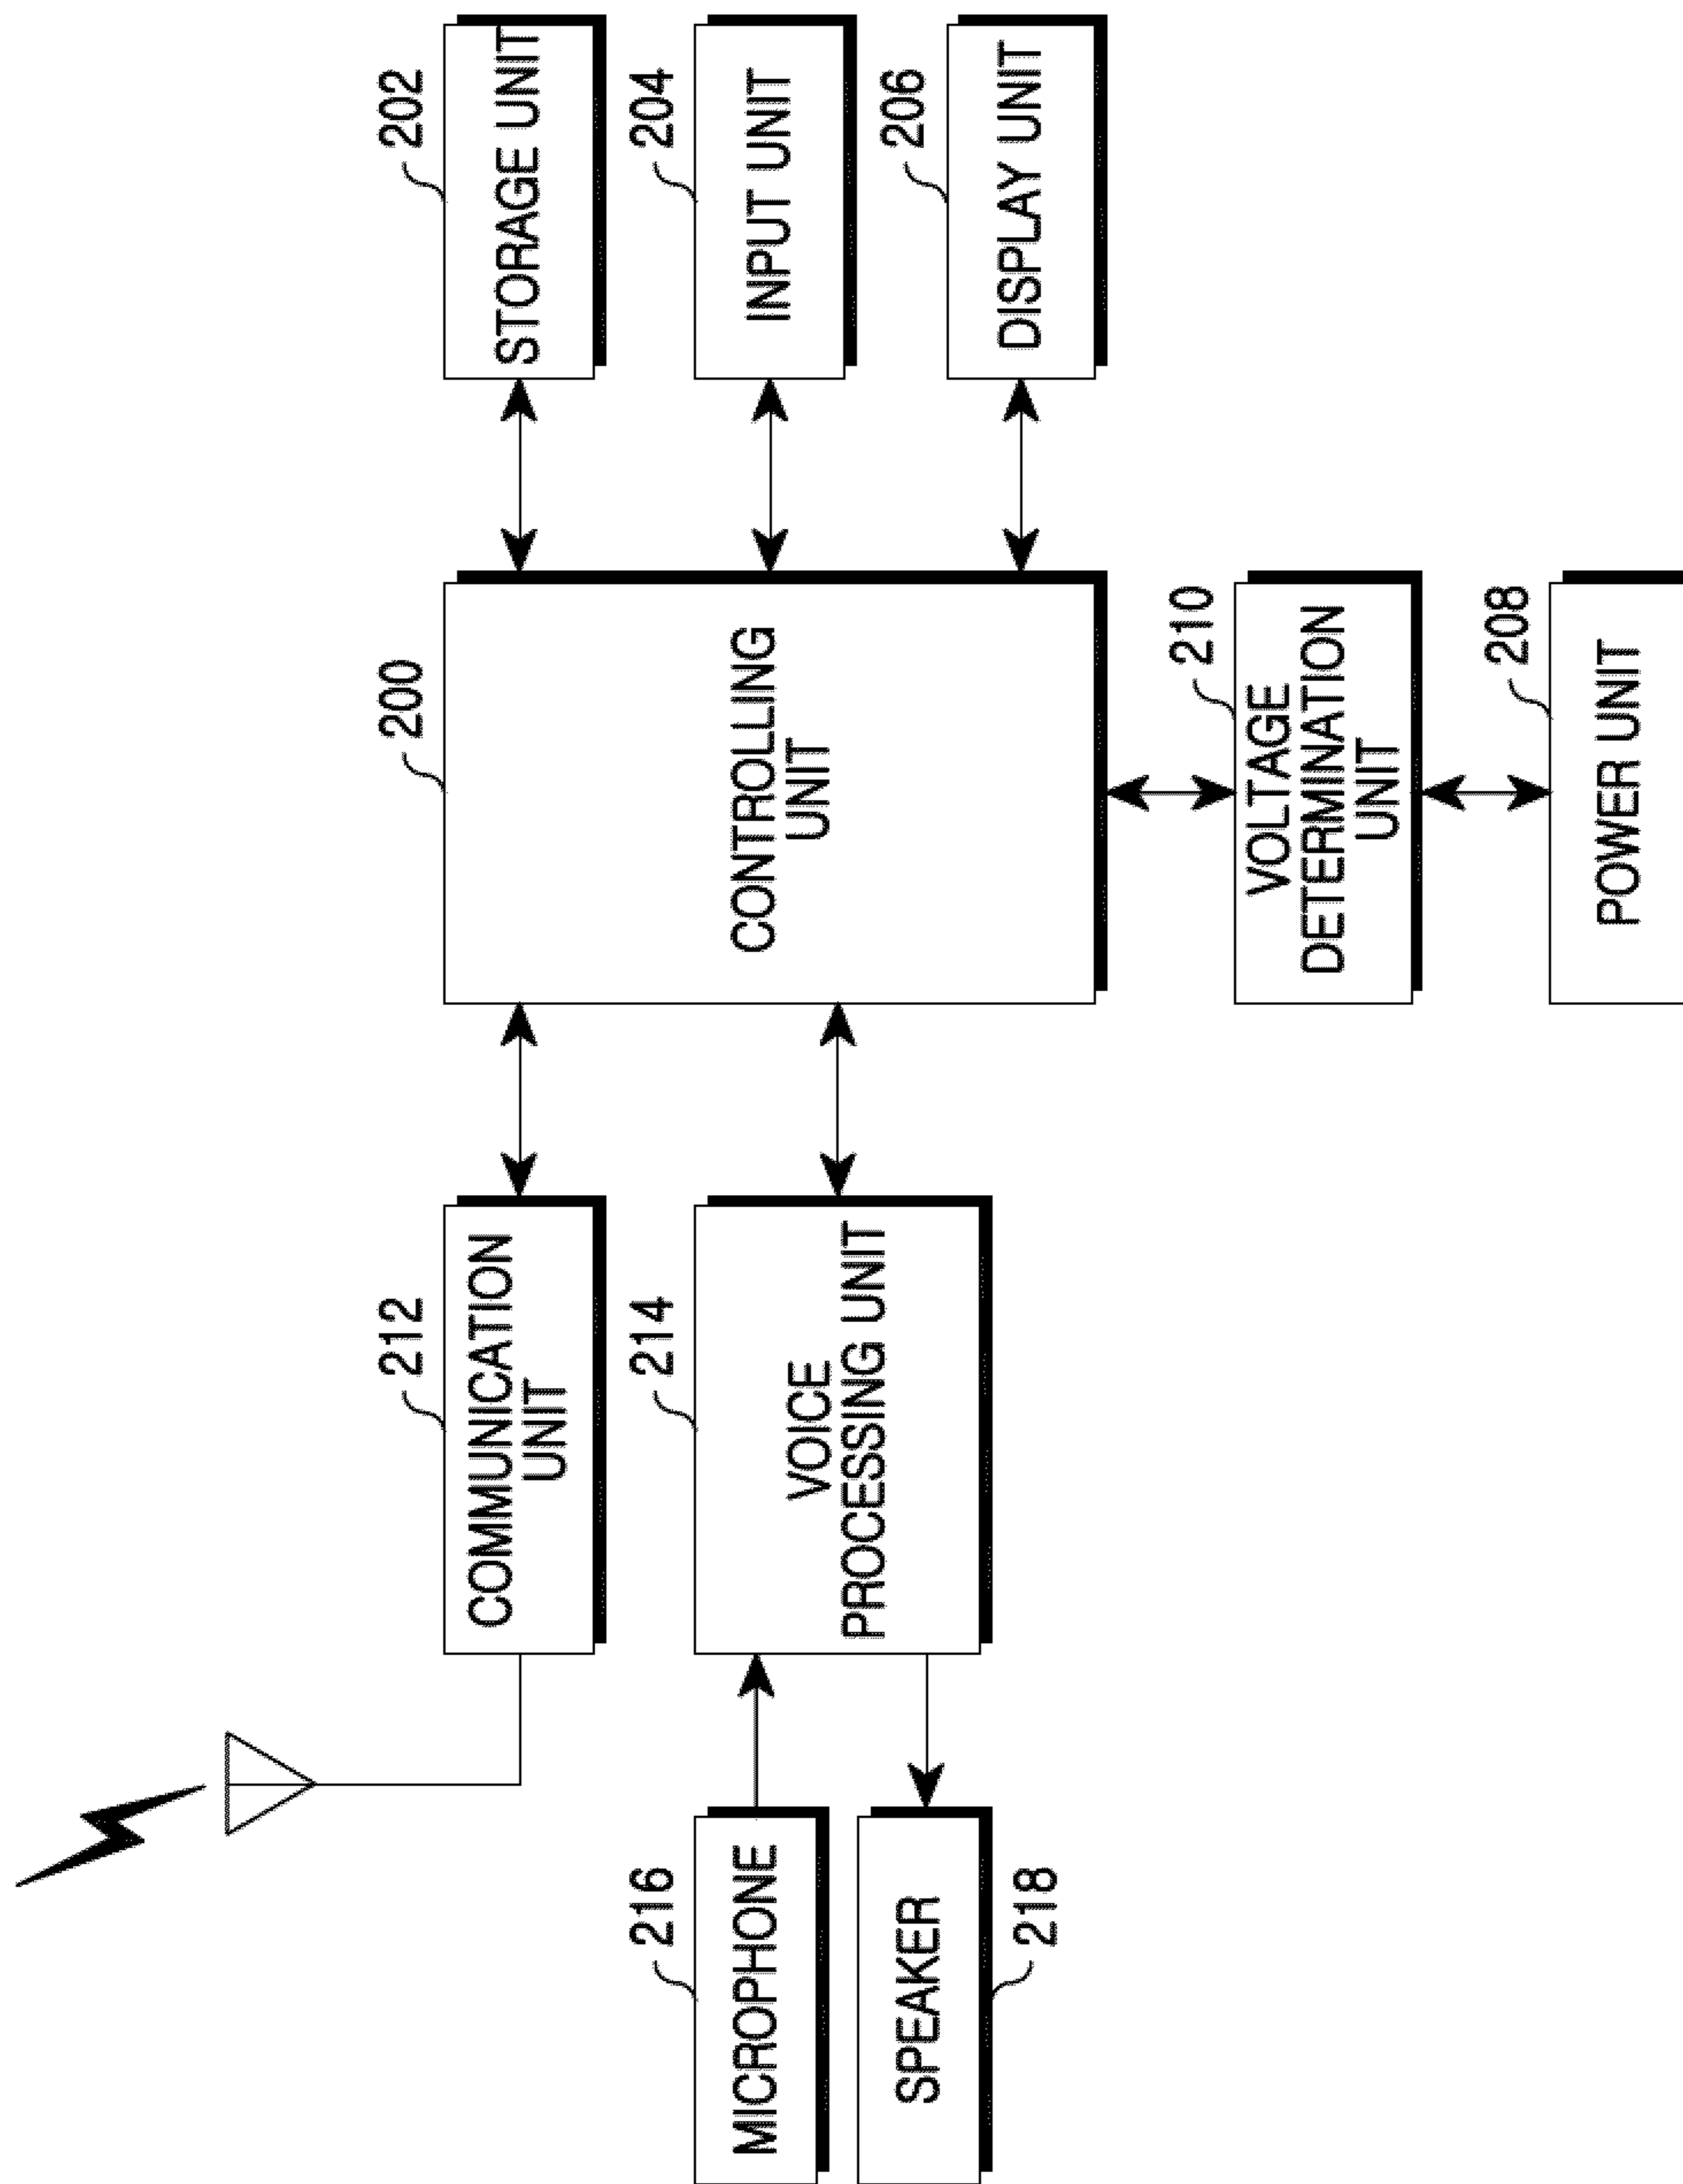 212
COMMUNICATION
UNIT
200
CONTROLLING
UNIT
202
STORAGE UNIT
216
MICROPHONE
214
VOICE
PROCESSING UNIT
204
INPUT UNIT
SPEAKER
218
206
DISPLAY UNIT
210
VOLTAGE
DETERMINATION
UNIT
208
POWER UNIT